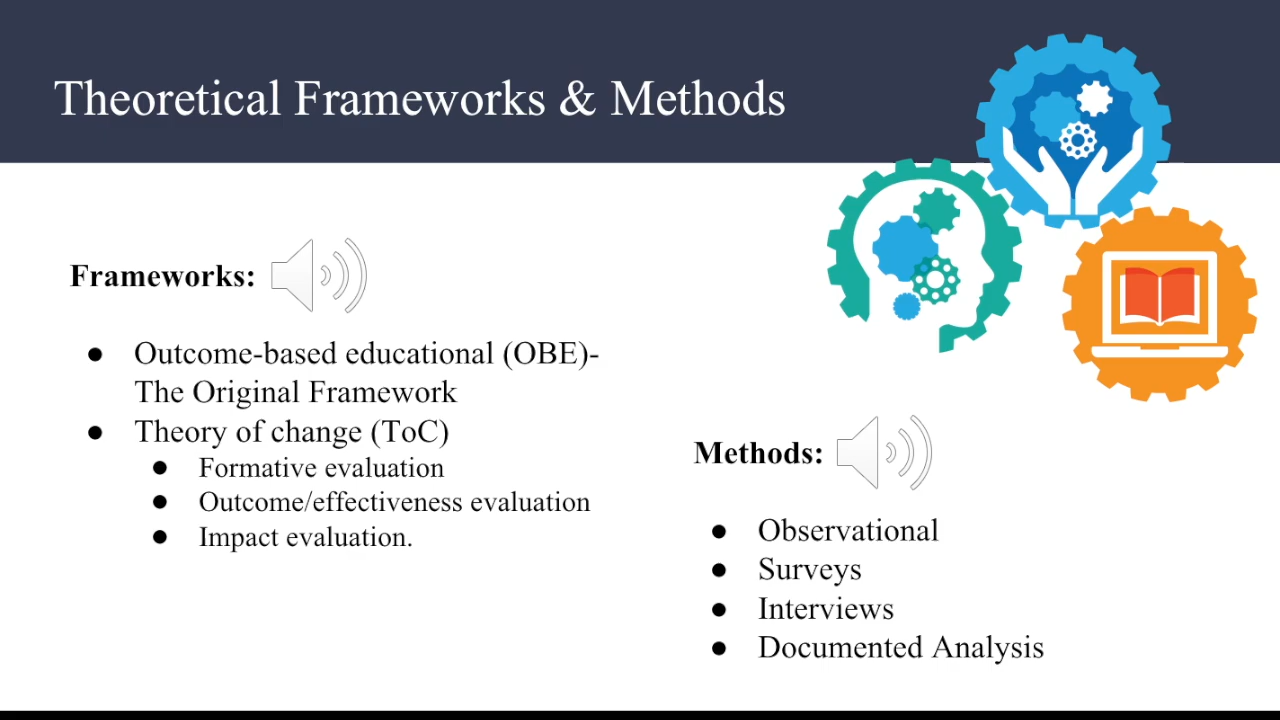 Theoretical Frameworks & Methods
Frameworks:
● Outcome-based educational (OBE)-
The Original Framework
● Theory of change (ToC)
● Formative evaluation
● Outcome/effectiveness evaluation
● Impact evaluation.
Methods:
● Observational
● Surveys
● Interviews
● Documented Analysis